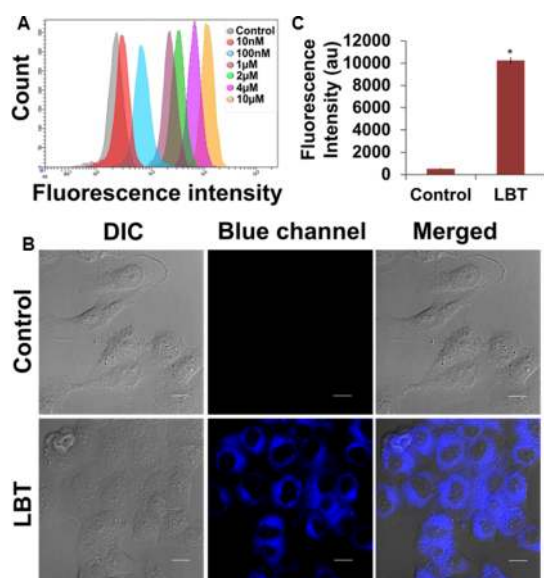 A
Control
10nM
100nM
1µM
2µM
4µM
10µM
Count
Fluorescence intensity
C
Fluorescence
Intensity (au)
12000
10000
8000
6000
4000
2000
0
*
Control
LBT
B
DIC
Blue channel
Merged
Control
LBT